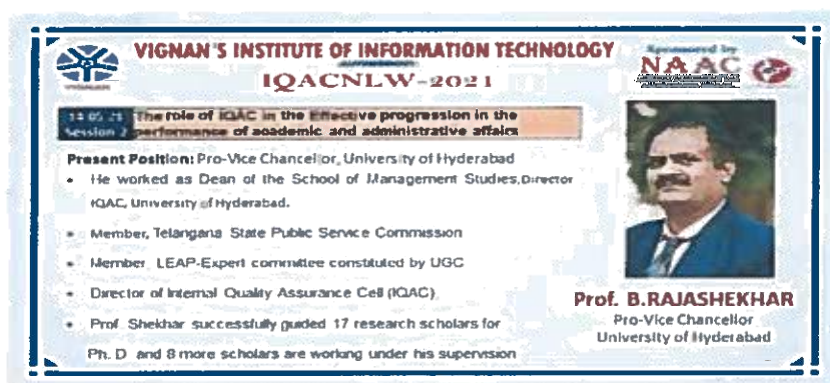 VIGNAN'S INSTITUTE OF INFORMATION TECHNOLOGY
IQACNLW-2021
Sponsored by
NAAC
14 05 21
Session 2
The role of IQAC in the Effective progression in the
performance of academic and administrative affairs
Present Position: Pro-Vice Chancellor, University of Hyderabad
• He worked as Dean of the School of Management Studies, Director
IQAC, University of Hyderabad.
• Member, Telangana State Public Service Commission
• Member, LEAP-Expert committee constituted by UGC
• Director of Internal Quality Assurance Cell (IQAC),
• Prof. Shekhar successfully guided 17 research scholars for
Ph. D and 8 more scholars are working under his supervision
Prof. B.RAJASHEKHAR
Pro-Vice Chancellor
University of Hyderabad